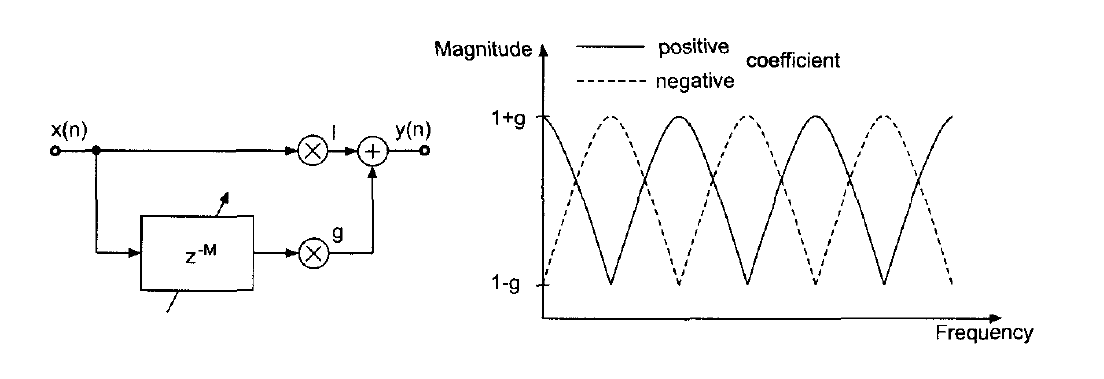 x(n)
l
y(n)
z-M
g
Magnitude
positive
negative
coefficient
1+g
1-g
Frequency